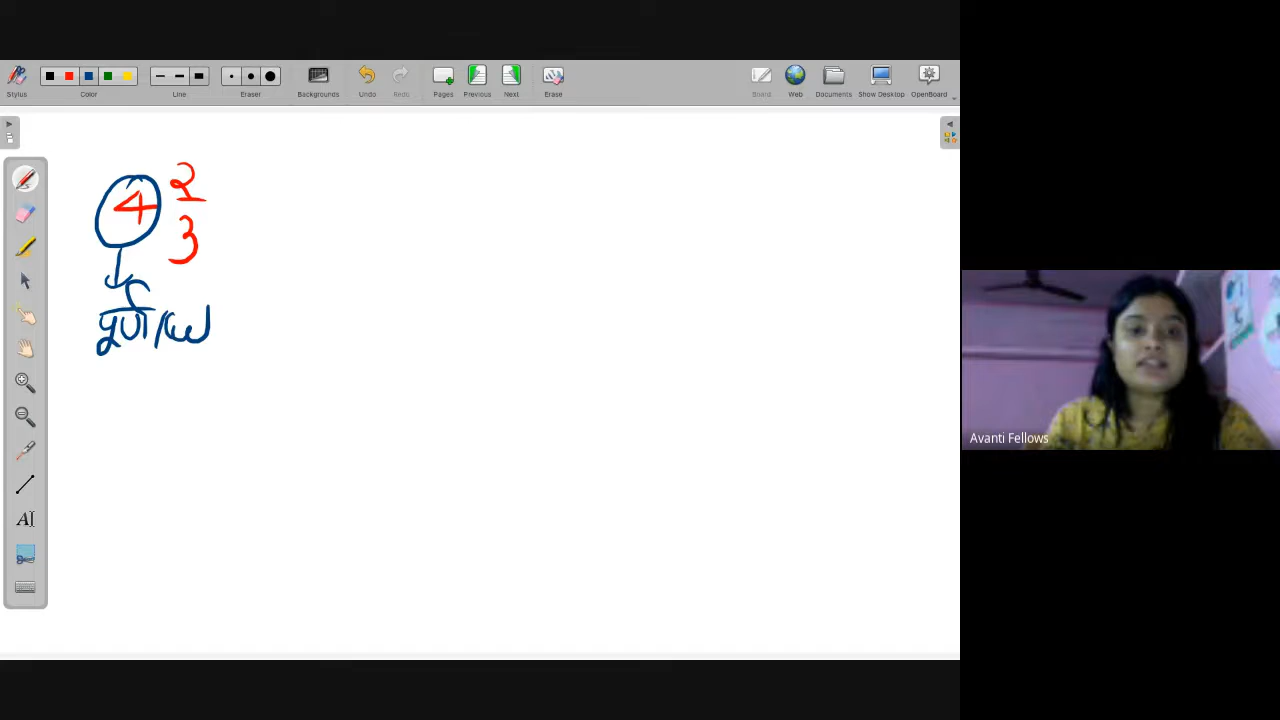 Stylus
Color
Line
Eraser
Backgrounds
Undo
Redo
Pages
Previous
Next
Erase
Board
Web
Documents
Show Desktop
OpenBoard
4 2/3
Avanti Fellows